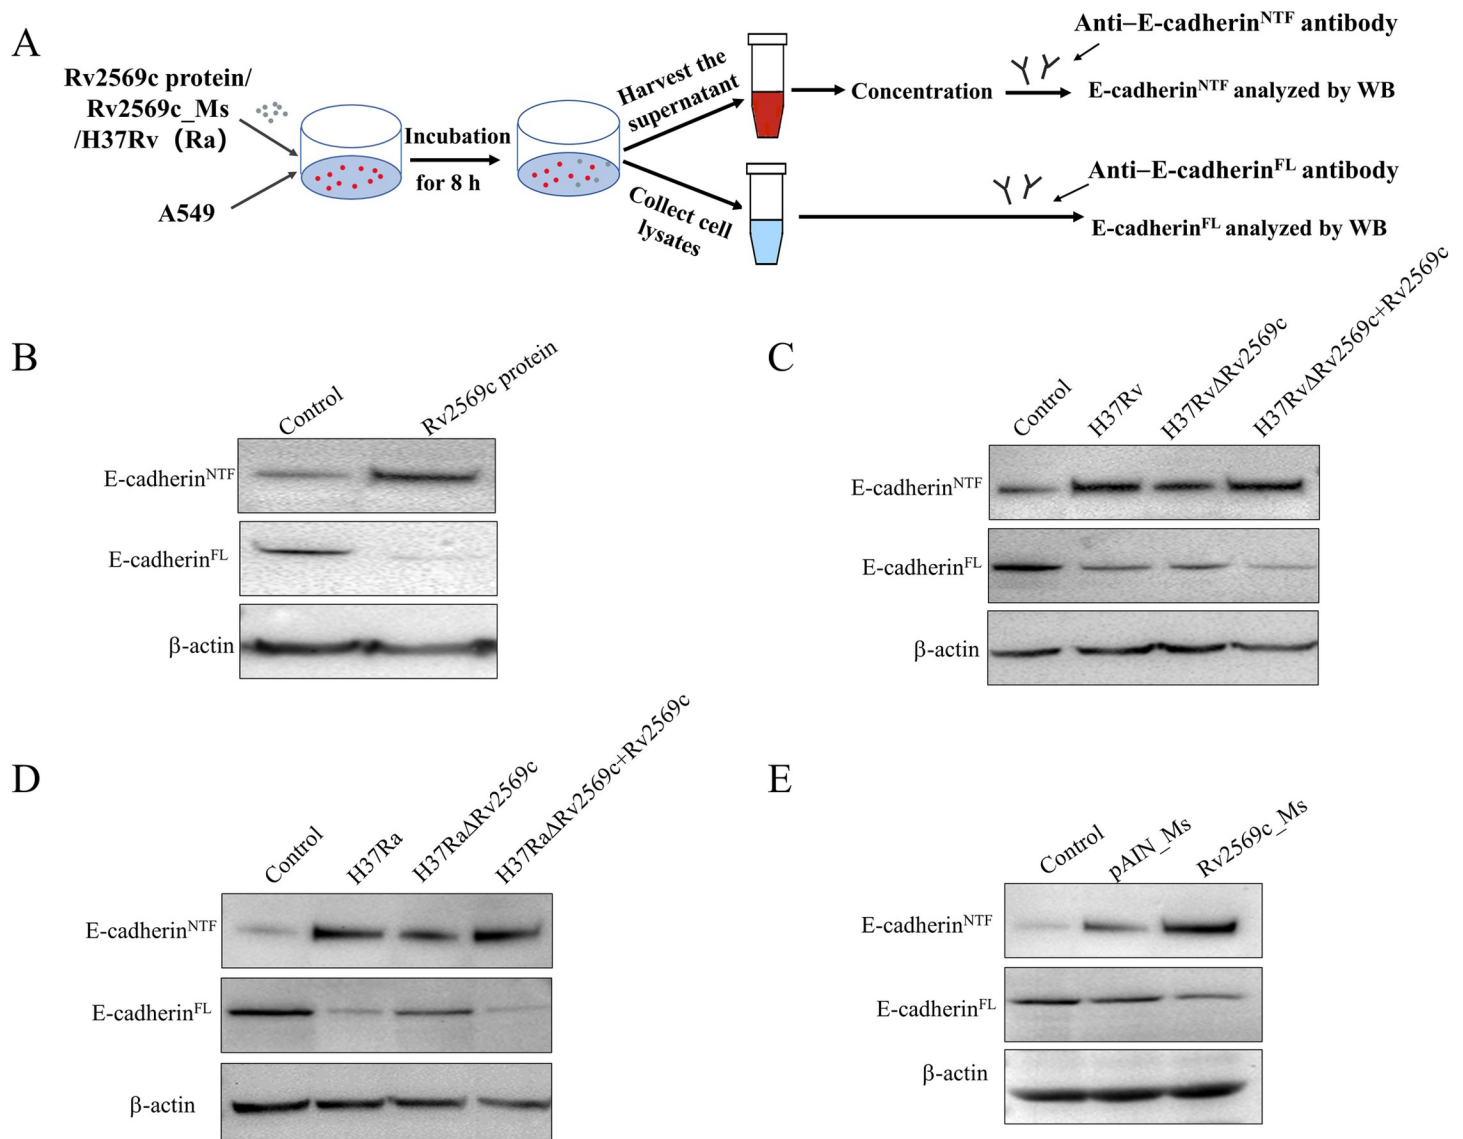 A
Rv2569c protein/
Rv2569c_Ms
/H37Rv（Ra）
A549
Incubation
for 8 h
Harvest the
supernatant
Collect cell
lysates
Concentration
Anti–E-cadherinNTF antibody
E-cadherinNTF analyzed by WB
Anti–E-cadherinFL antibody
E-cadherinFL analyzed by WB
B
Control
Rv2569c protein
E-cadherinNTF
E-cadherinFL
β-actin
C
Control
H37Rv
H37RvΔRv2569c
H37RvΔRv2569c+Rv2569c
E-cadherinNTF
E-cadherinFL
β-actin
D
Control
H37Ra
H37RaΔRv2569c
H37RaΔRv2569c+Rv2569c
E-cadherinNTF
E-cadherinFL
β-actin
E
Control
pAIN_Ms
Rv2569c_Ms
E-cadherinNTF
E-cadherinFL
β-actin